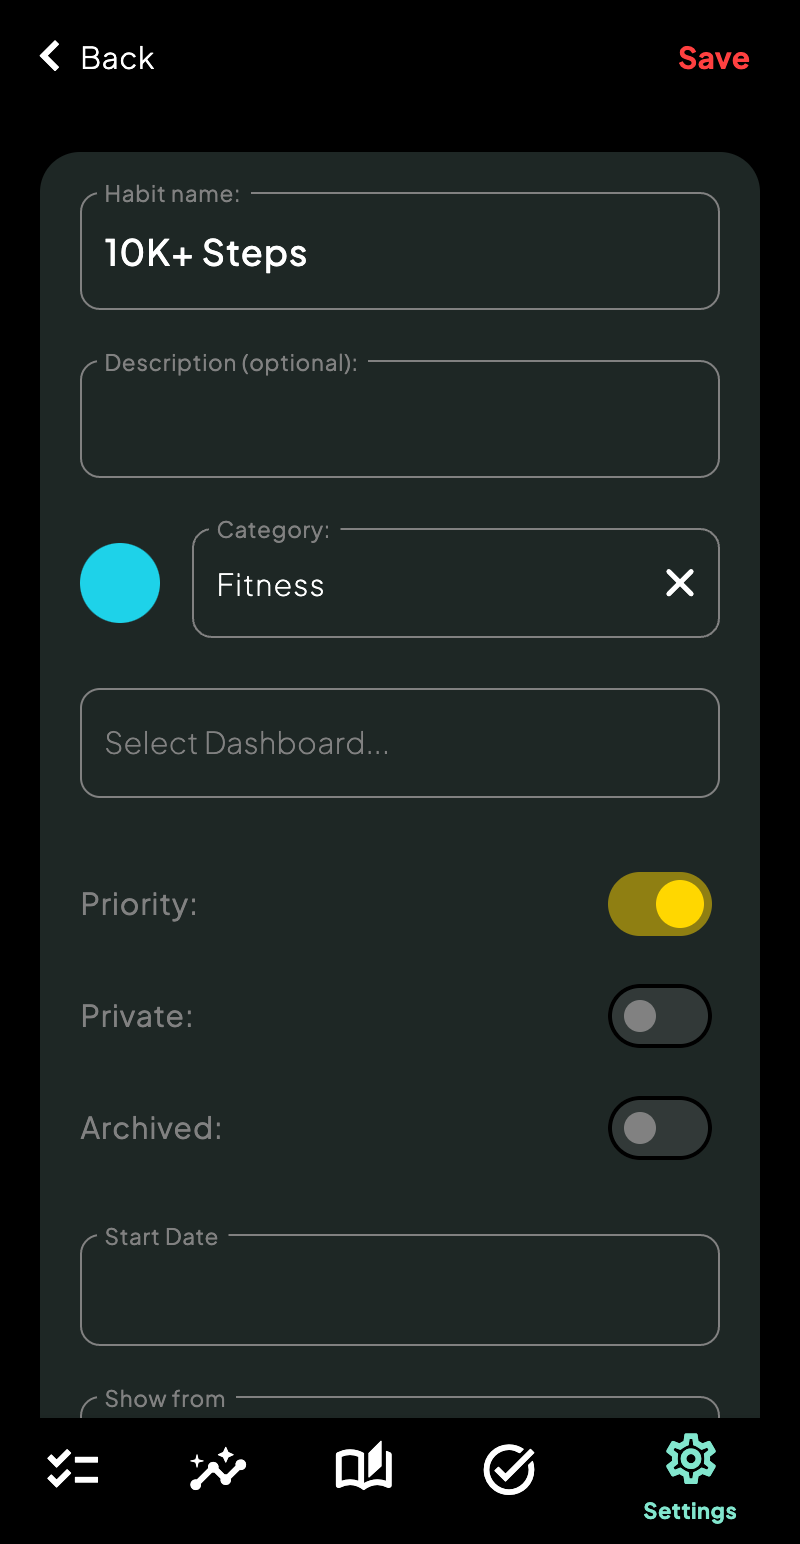 Back
Save
Habit name:
10K+ Steps
Description (optional):
Category:
Fitness
Select Dashboard...
Priority:
Private:
Archived:
Start Date
Show from
Settings